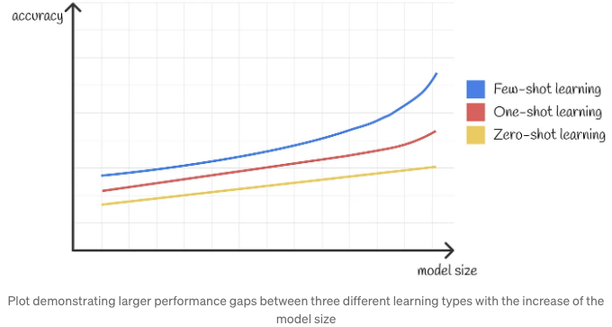 accuracy
Few-shot learning
One-shot learning
Zero-shot learning
model size
Plot demonstrating larger performance gaps between three different learning types with the increase of the
model size